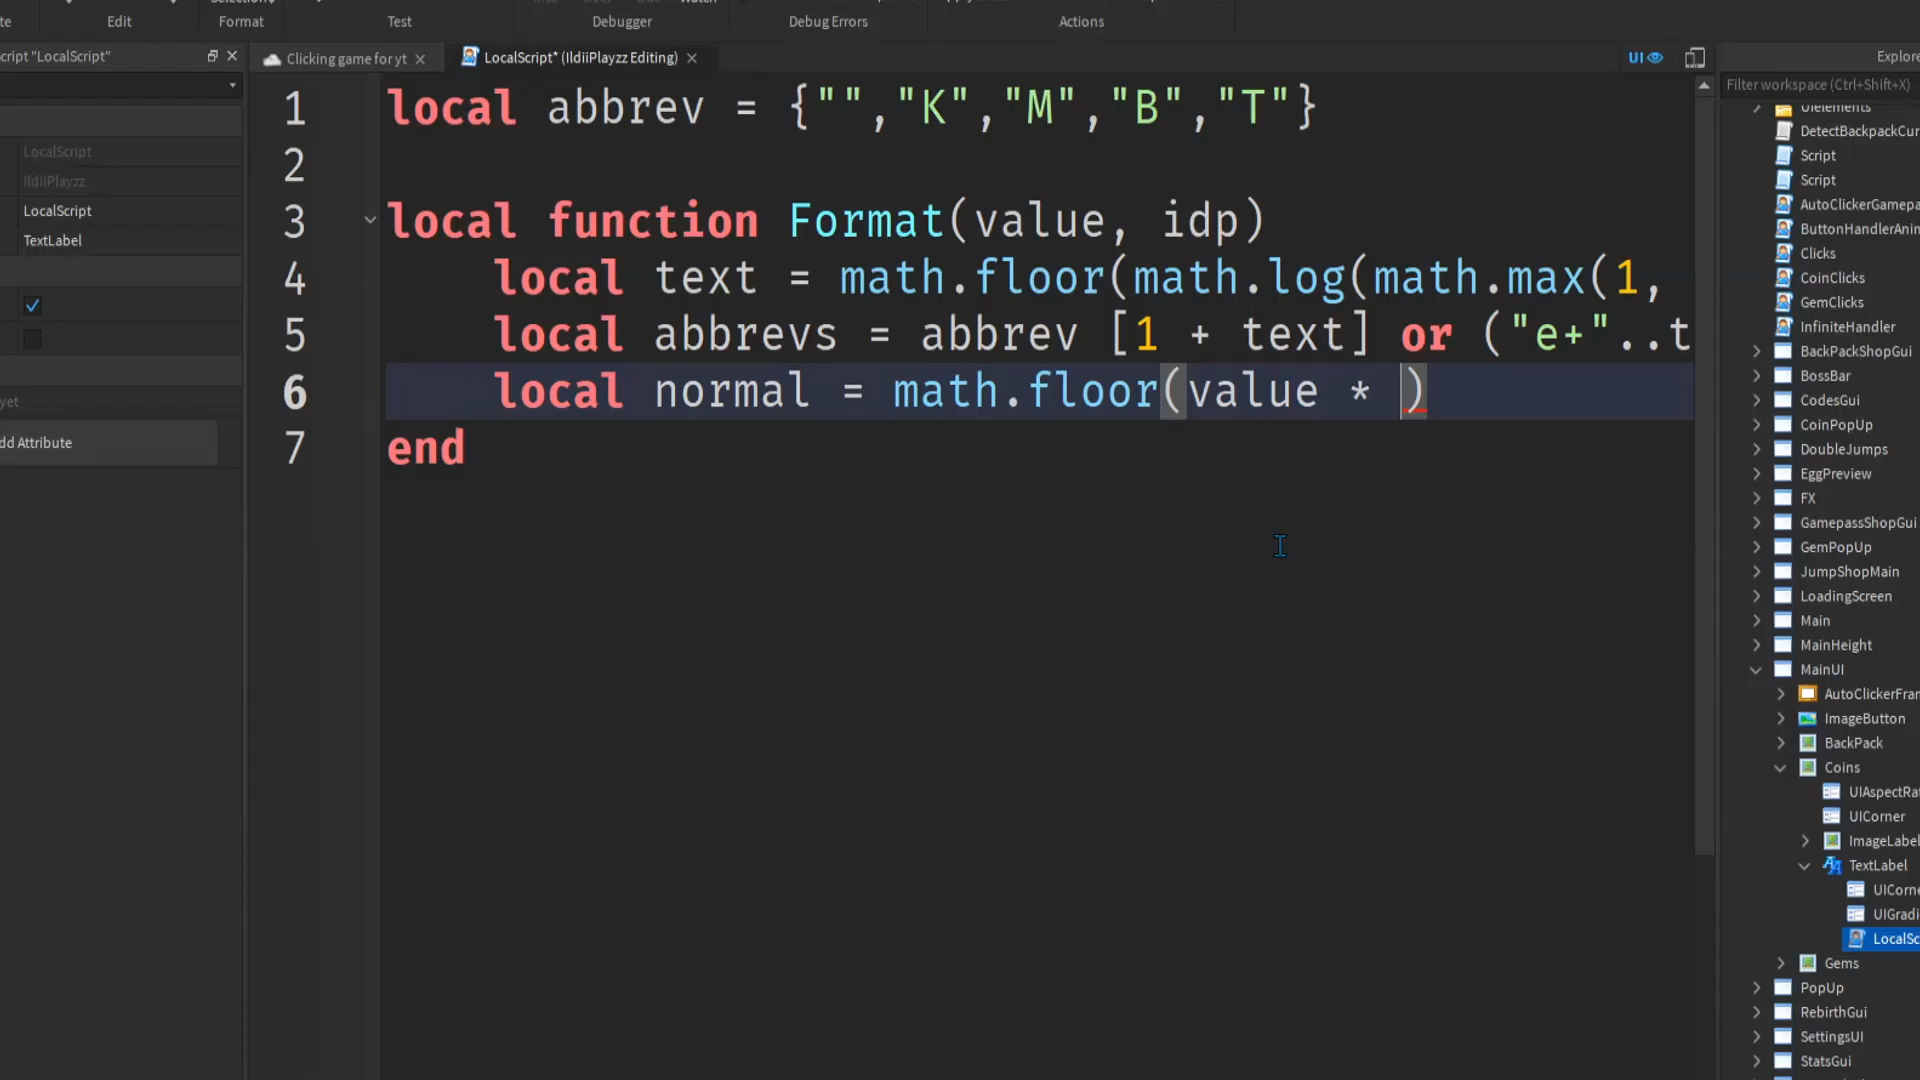 Edit
Format
Test
Debugger
Debug Errors
Actions
cript "LocalScript"
Clicking game for yt
LocalScript* (IldiiPlayzz Editing)
UI
Explore
Filter workspace (Ctrl+Shift+X)
LocalScript
IldiiPlayzz
LocalScript
TextLabel
yet
dd Attribute
1 local abbrev = {"","K","M","B","T"}
2
3 local function Format(value, idp)
4 local text = math.floor(math.log(math.max(1,
5 local abbrevs = abbrev [1 + text] or ("e+"..t
6 local normal = math.floor(value * )
7 end
UIelements
DetectBackpackCur
Script
Script
AutoClickerGamepa
ButtonHandlerAnim
Clicks
CoinClicks
GemClicks
InfiniteHandler
BackPackShopGui
BossBar
CodesGui
CoinPopUp
DoubleJumps
EggPreview
FX
GamepassShopGui
GemPopUp
JumpShopMain
LoadingScreen
Main
MainHeight
MainUI
AutoClickerFran
ImageButton
BackPack
Coins
UIAspectRa
UICorner
ImageLabel
TextLabel
UICorne
UIGradi
LocalSc
Gems
PopUp
RebirthGui
SettingsUI
StatsGui